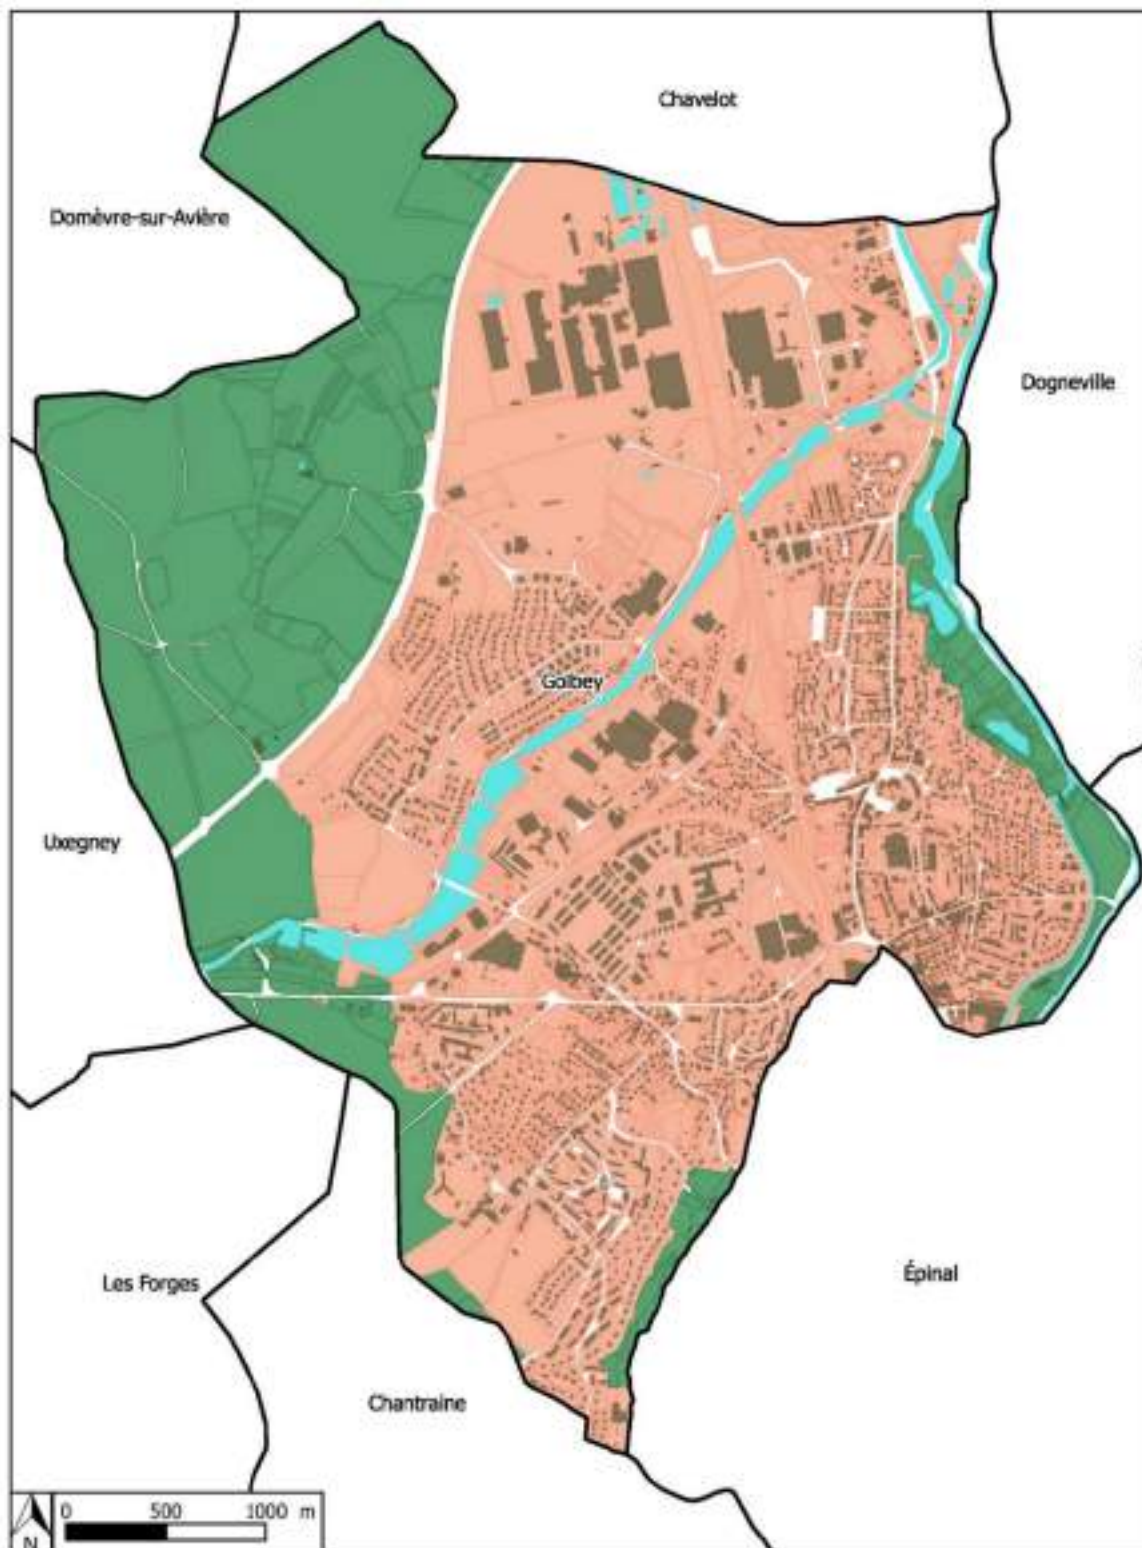 Chavelot
Domèvre-sur-Avière
Dogneville
Golbey
Uxegney
Les Forges
Épinal
Chantraine
0 500 1000 m
N